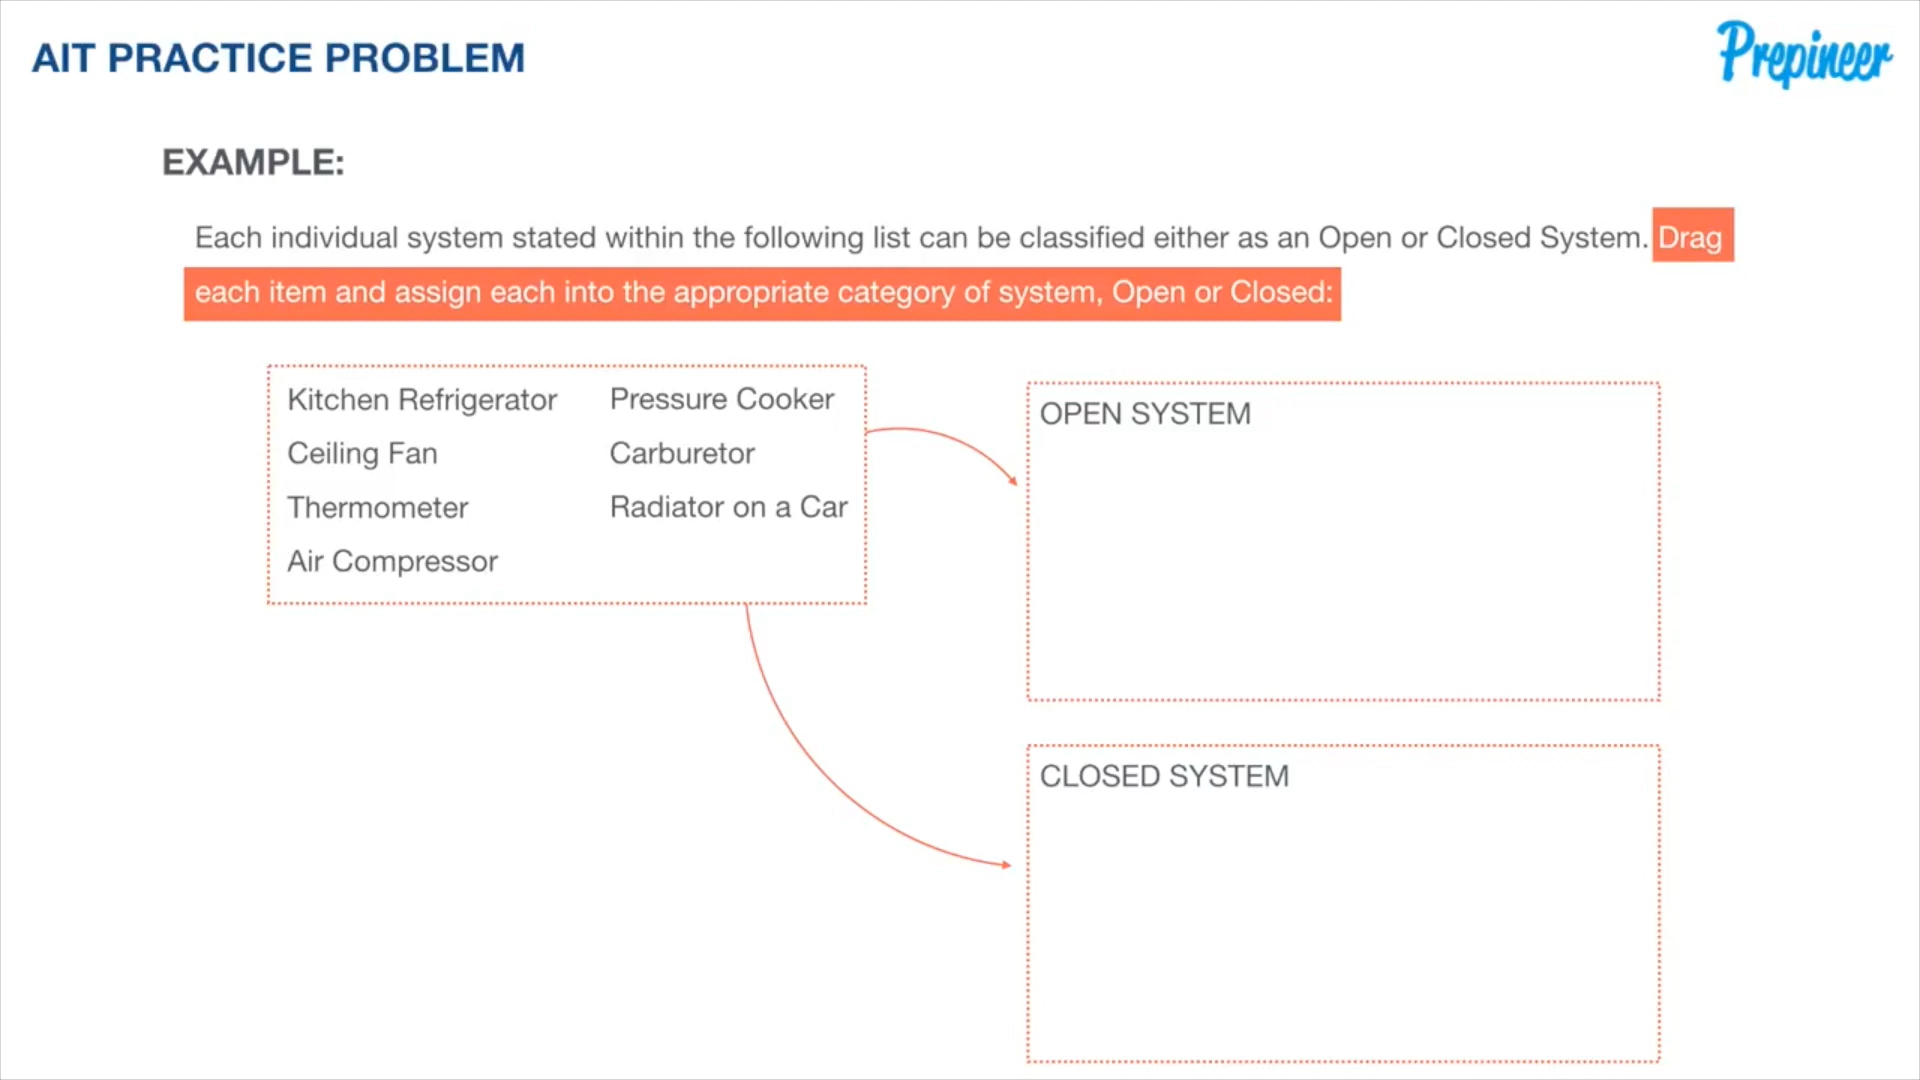 AIT PRACTICE PROBLEM
Prepineer
EXAMPLE:
Each individual system stated within the following list can be classified either as an Open or Closed System. Drag
each item and assign each into the appropriate category of system, Open or Closed:
Kitchen Refrigerator
Ceiling Fan
Thermometer
Air Compressor
Pressure Cooker
Carburetor
Radiator on a Car
OPEN SYSTEM
CLOSED SYSTEM